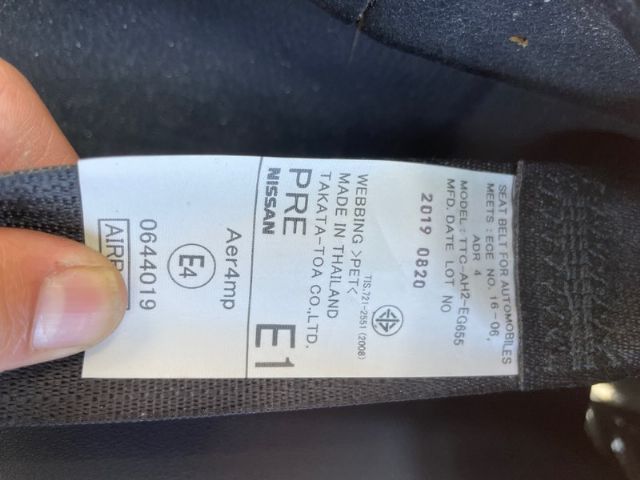 SEAT BELT FOR AUTOMOBILES
MEETS : ECE NO. 16-06,
ADR 4
MODEL : TTC-AH2-EG655
MFD. DATE LOT NO
2019 0820
TIS.721-2551 (2008)
WEBBING >PET<
MADE IN THAILAND
TAKATA-TOA CO., LTD.
PRE E1
NISSAN
Aer4mp
E4
0644019